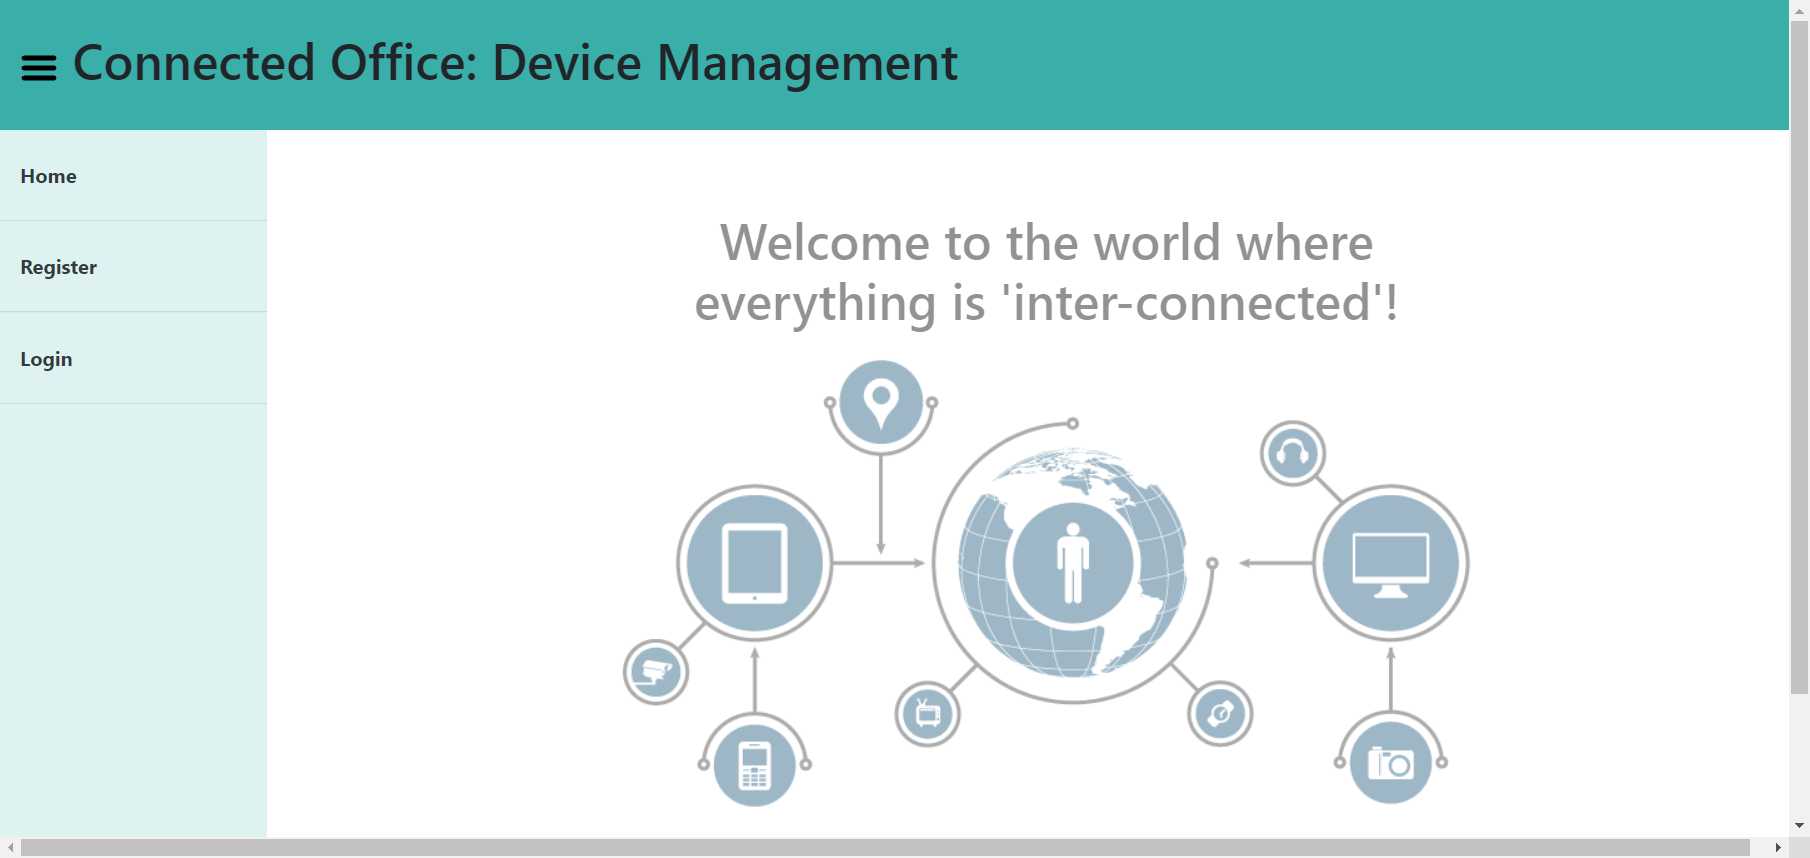 Connected Office: Device Management
Home
Register
Login
Welcome to the world where
everything is 'inter-connected'!